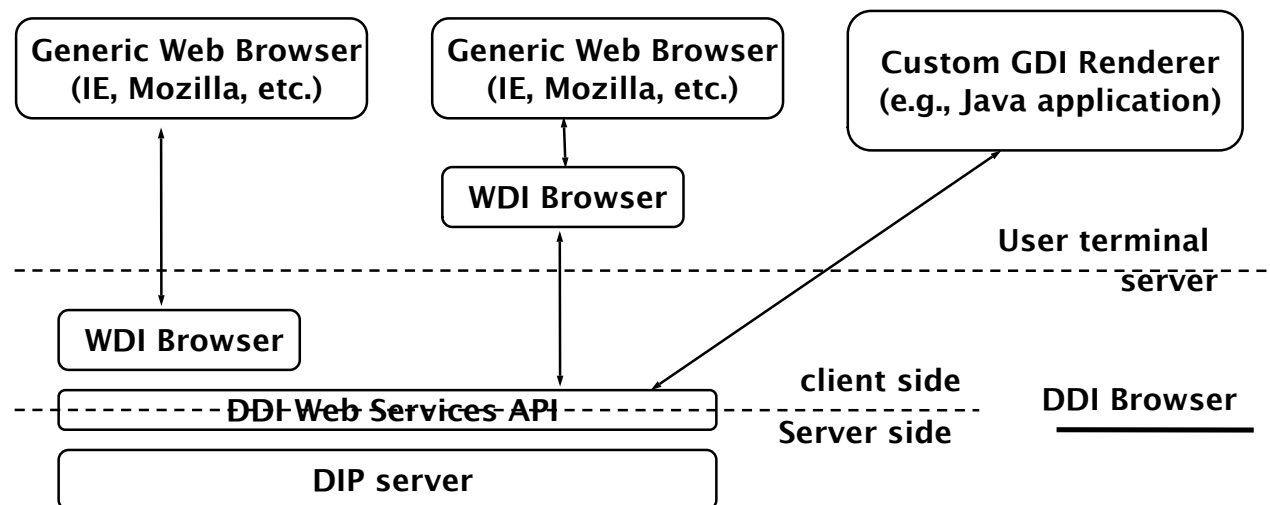 Generic Web Browser
(IE, Mozilla, etc.)
Generic Web Browser
(IE, Mozilla, etc.)
Custom GDI Renderer
(e.g., Java application)
WDI Browser
User terminal
server
WDI Browser
client side
DDI Web Services API
DDI Browser
Server side
DIP server